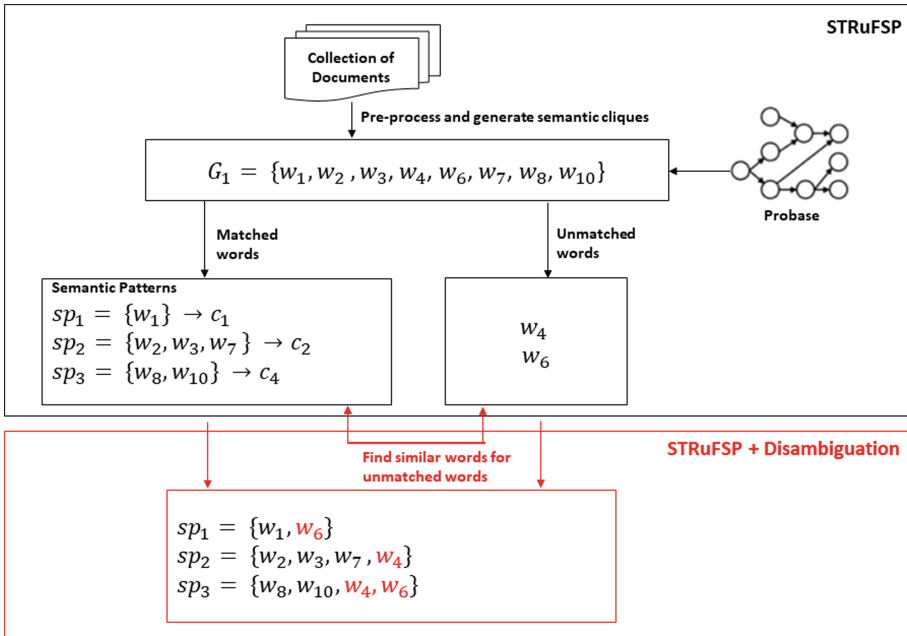 STRuFSP
Collection of
Documents
Pre-process and generate semantic cliques
G₁ = {w₁, w₂ , w₃, w₄, w₆, w₇, w₈, w₁₀}
Probase
Matched
words
Unmatched
words
Semantic Patterns
sp₁ = {w₁} → c₁
sp₂ = {w₂, w₃, w₇ } → c₂
sp₃ = {w₈, w₁₀} → c₄
w₄
w₆
STRuFSP + Disambiguation
Find similar words for
unmatched words
sp₁ = {w₁, w₆}
sp₂ = {w₂, w₃, w₇ , w₄}
sp₃ = {w₈, w₁₀, w₄, w₆}